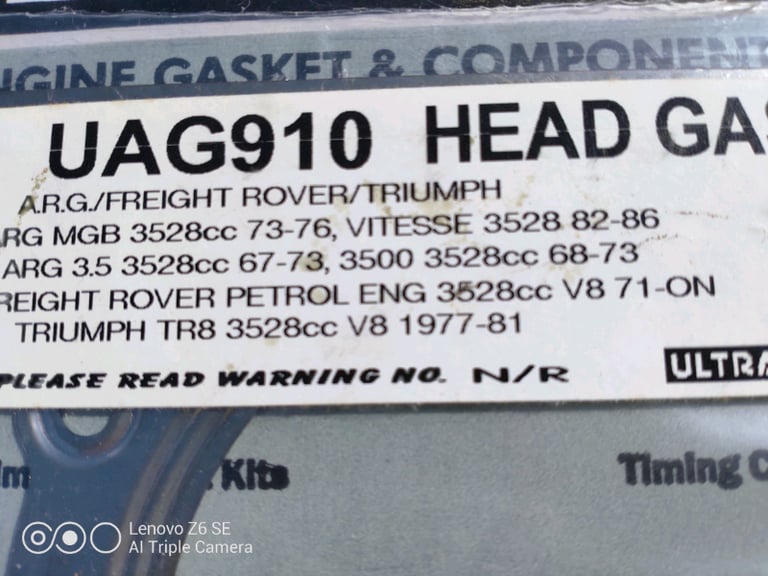 ENGINE GASKET & COMPONENT
UAG910 HEAD GAS
A.R.G./FREIGHT ROVER/TRIUMPH
RG MGB 3528cc 73-76, VITESSE 3528 82-86
ARG 3.5 3528cc 67-73, 3500 3528cc 68-73
REIGHT ROVER PETROL ENG 3528cc V8 71-ON
TRIUMPH TR8 3528cc V8 1977-81
PLEASE READ WARNING NO. N/R
ULTRA
Kits
Timing C
Lenovo Z6 SE
AI Triple Camera